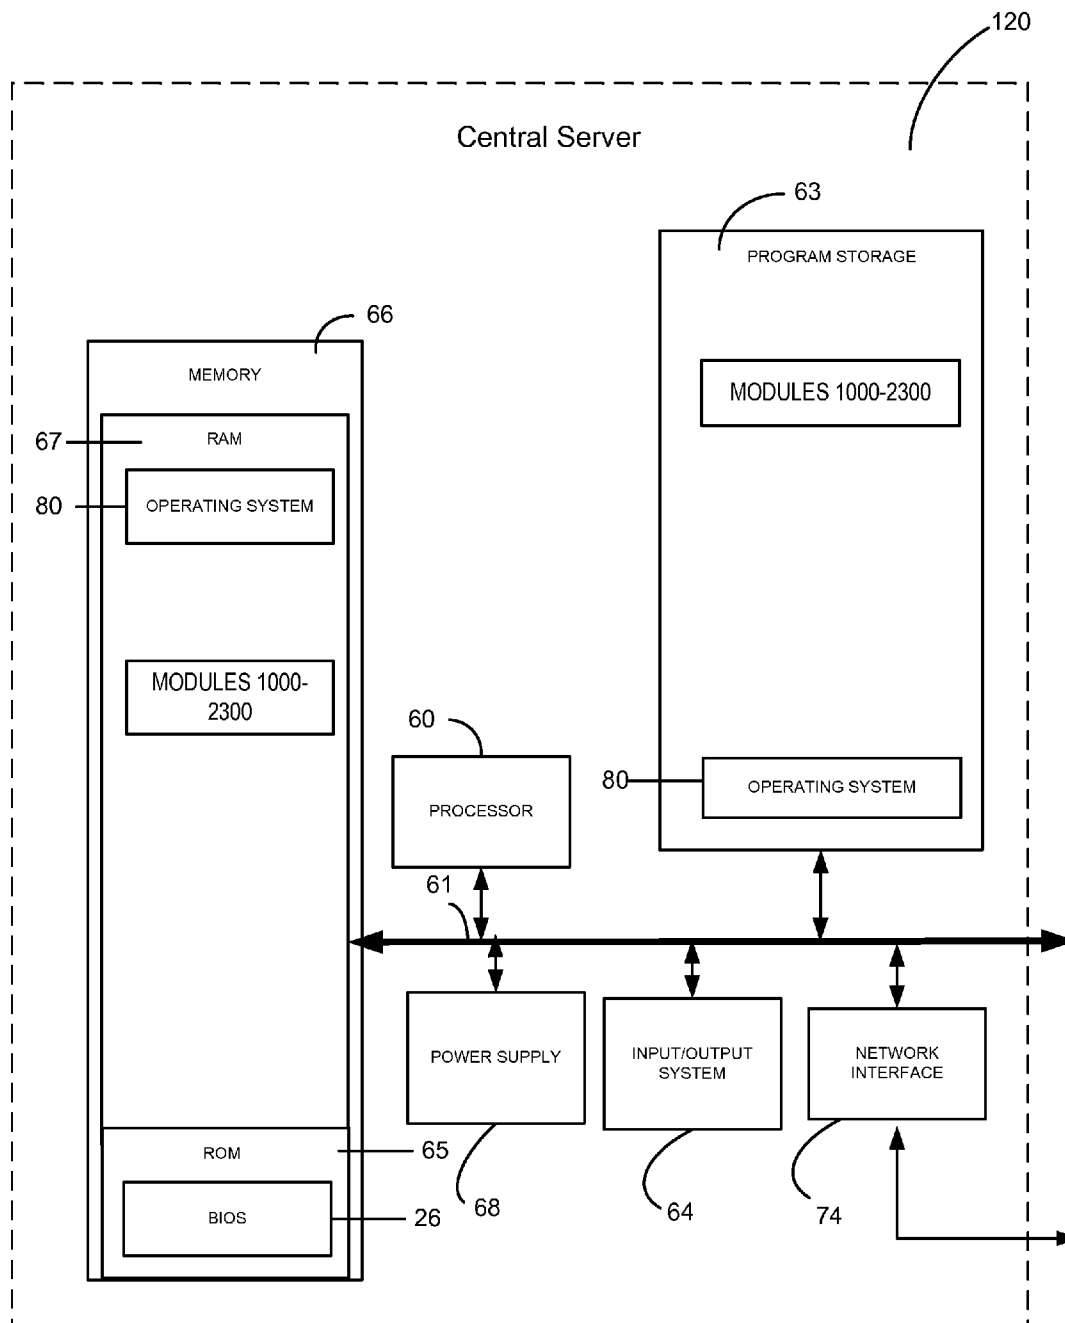 120
Central Server
63
PROGRAM STORAGE
66
MEMORY
MODULES 1000-2300
67
RAM
80
OPERATING SYSTEM
MODULES 1000-
2300
60
PROCESSOR
80
OPERATING SYSTEM
61
POWER SUPPLY
INPUT/OUTPUT
SYSTEM
NETWORK
INTERFACE
ROM
65
68
64
74
BIOS
26